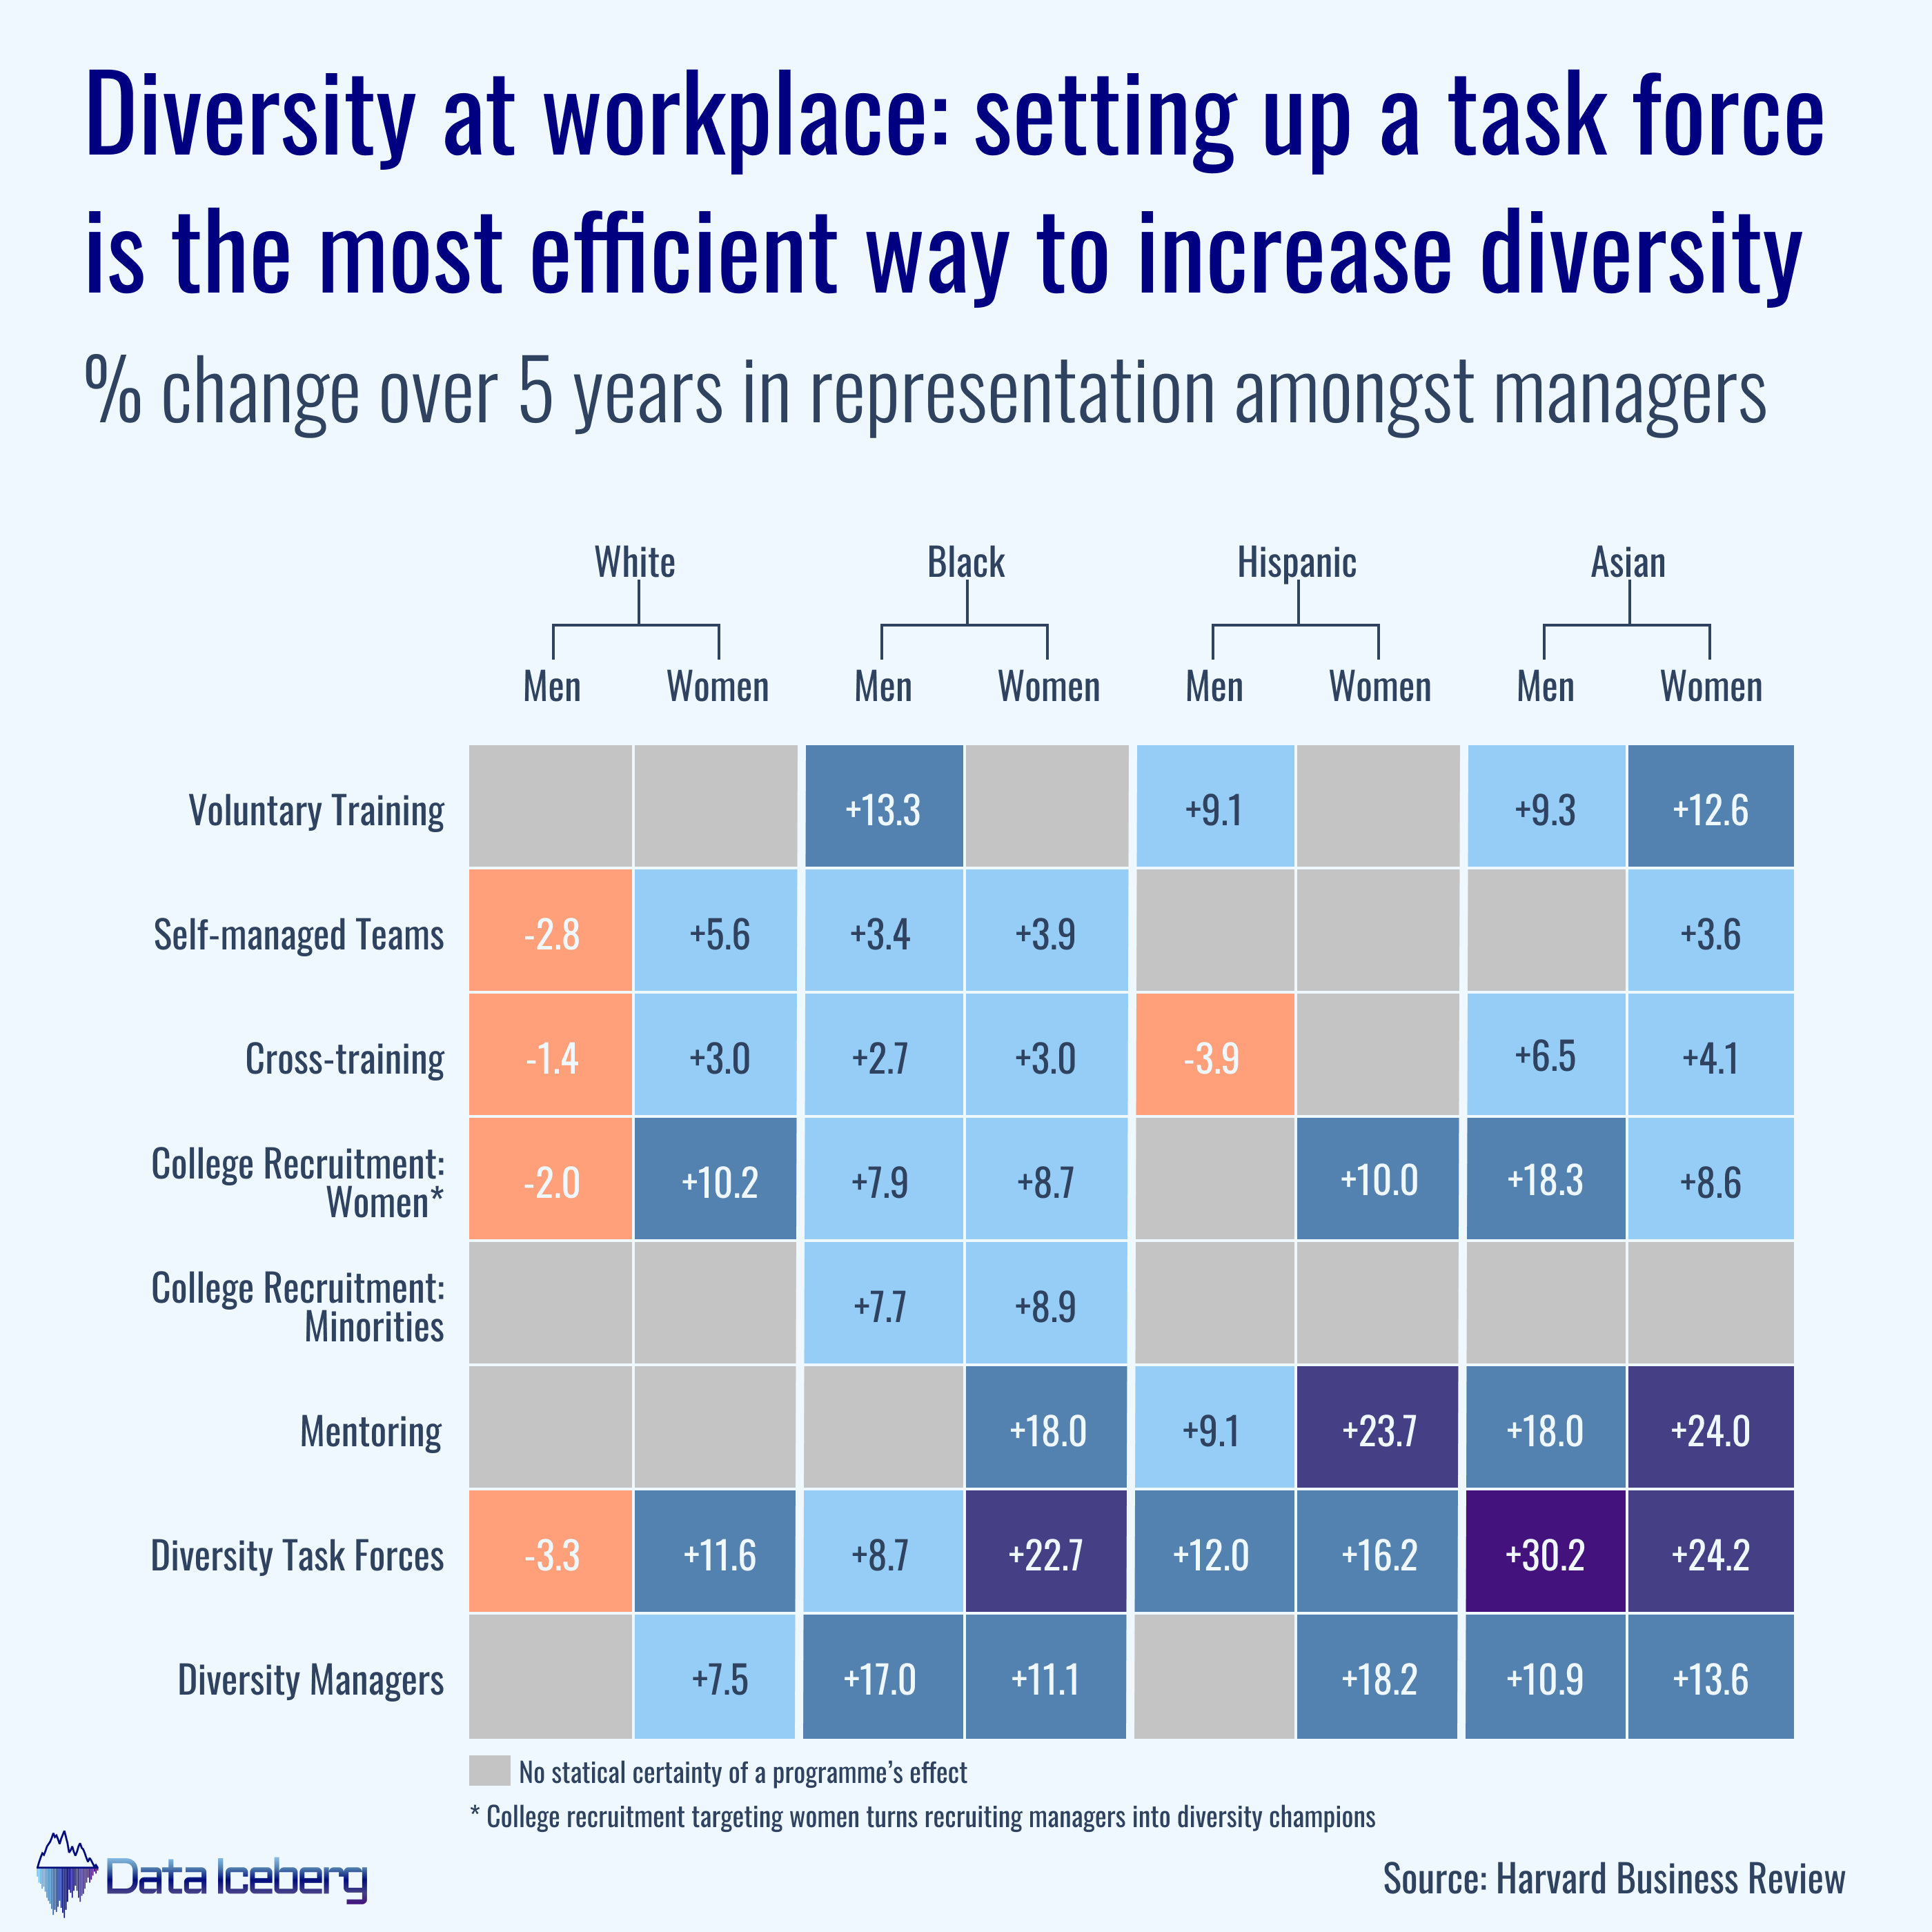 Diversity at workplace: setting up a task force
is the most efficient way to increase diversity
% change over 5 years in representation amongst managers
White Black Hispanic Asian
Men Women Men Women Men Women Men Women
Voluntary Training +13.3 +9.1 +9.3 +12.6
Self-managed Teams -2.8 +5.6 +3.4 +3.9 +3.6
Cross-training -1.4 +3.0 +2.7 +3.0 -3.9 +6.5 +4.1
College Recruitment:
Women* -2.0 +10.2 +7.9 +8.7 +10.0 +18.3 +8.6
College Recruitment:
Minorities +7.7 +8.9
Mentoring +18.0 +9.1 +23.7 +18.0 +24.0
Diversity Task Forces -3.3 +11.6 +8.7 +22.7 +12.0 +16.2 +30.2 +24.2
Diversity Managers +7.5 +17.0 +11.1 +18.2 +10.9 +13.6
No statical certainty of a programme’s effect
* College recruitment targeting women turns recruiting managers into diversity champions
Data Iceberg
Source: Harvard Business Review